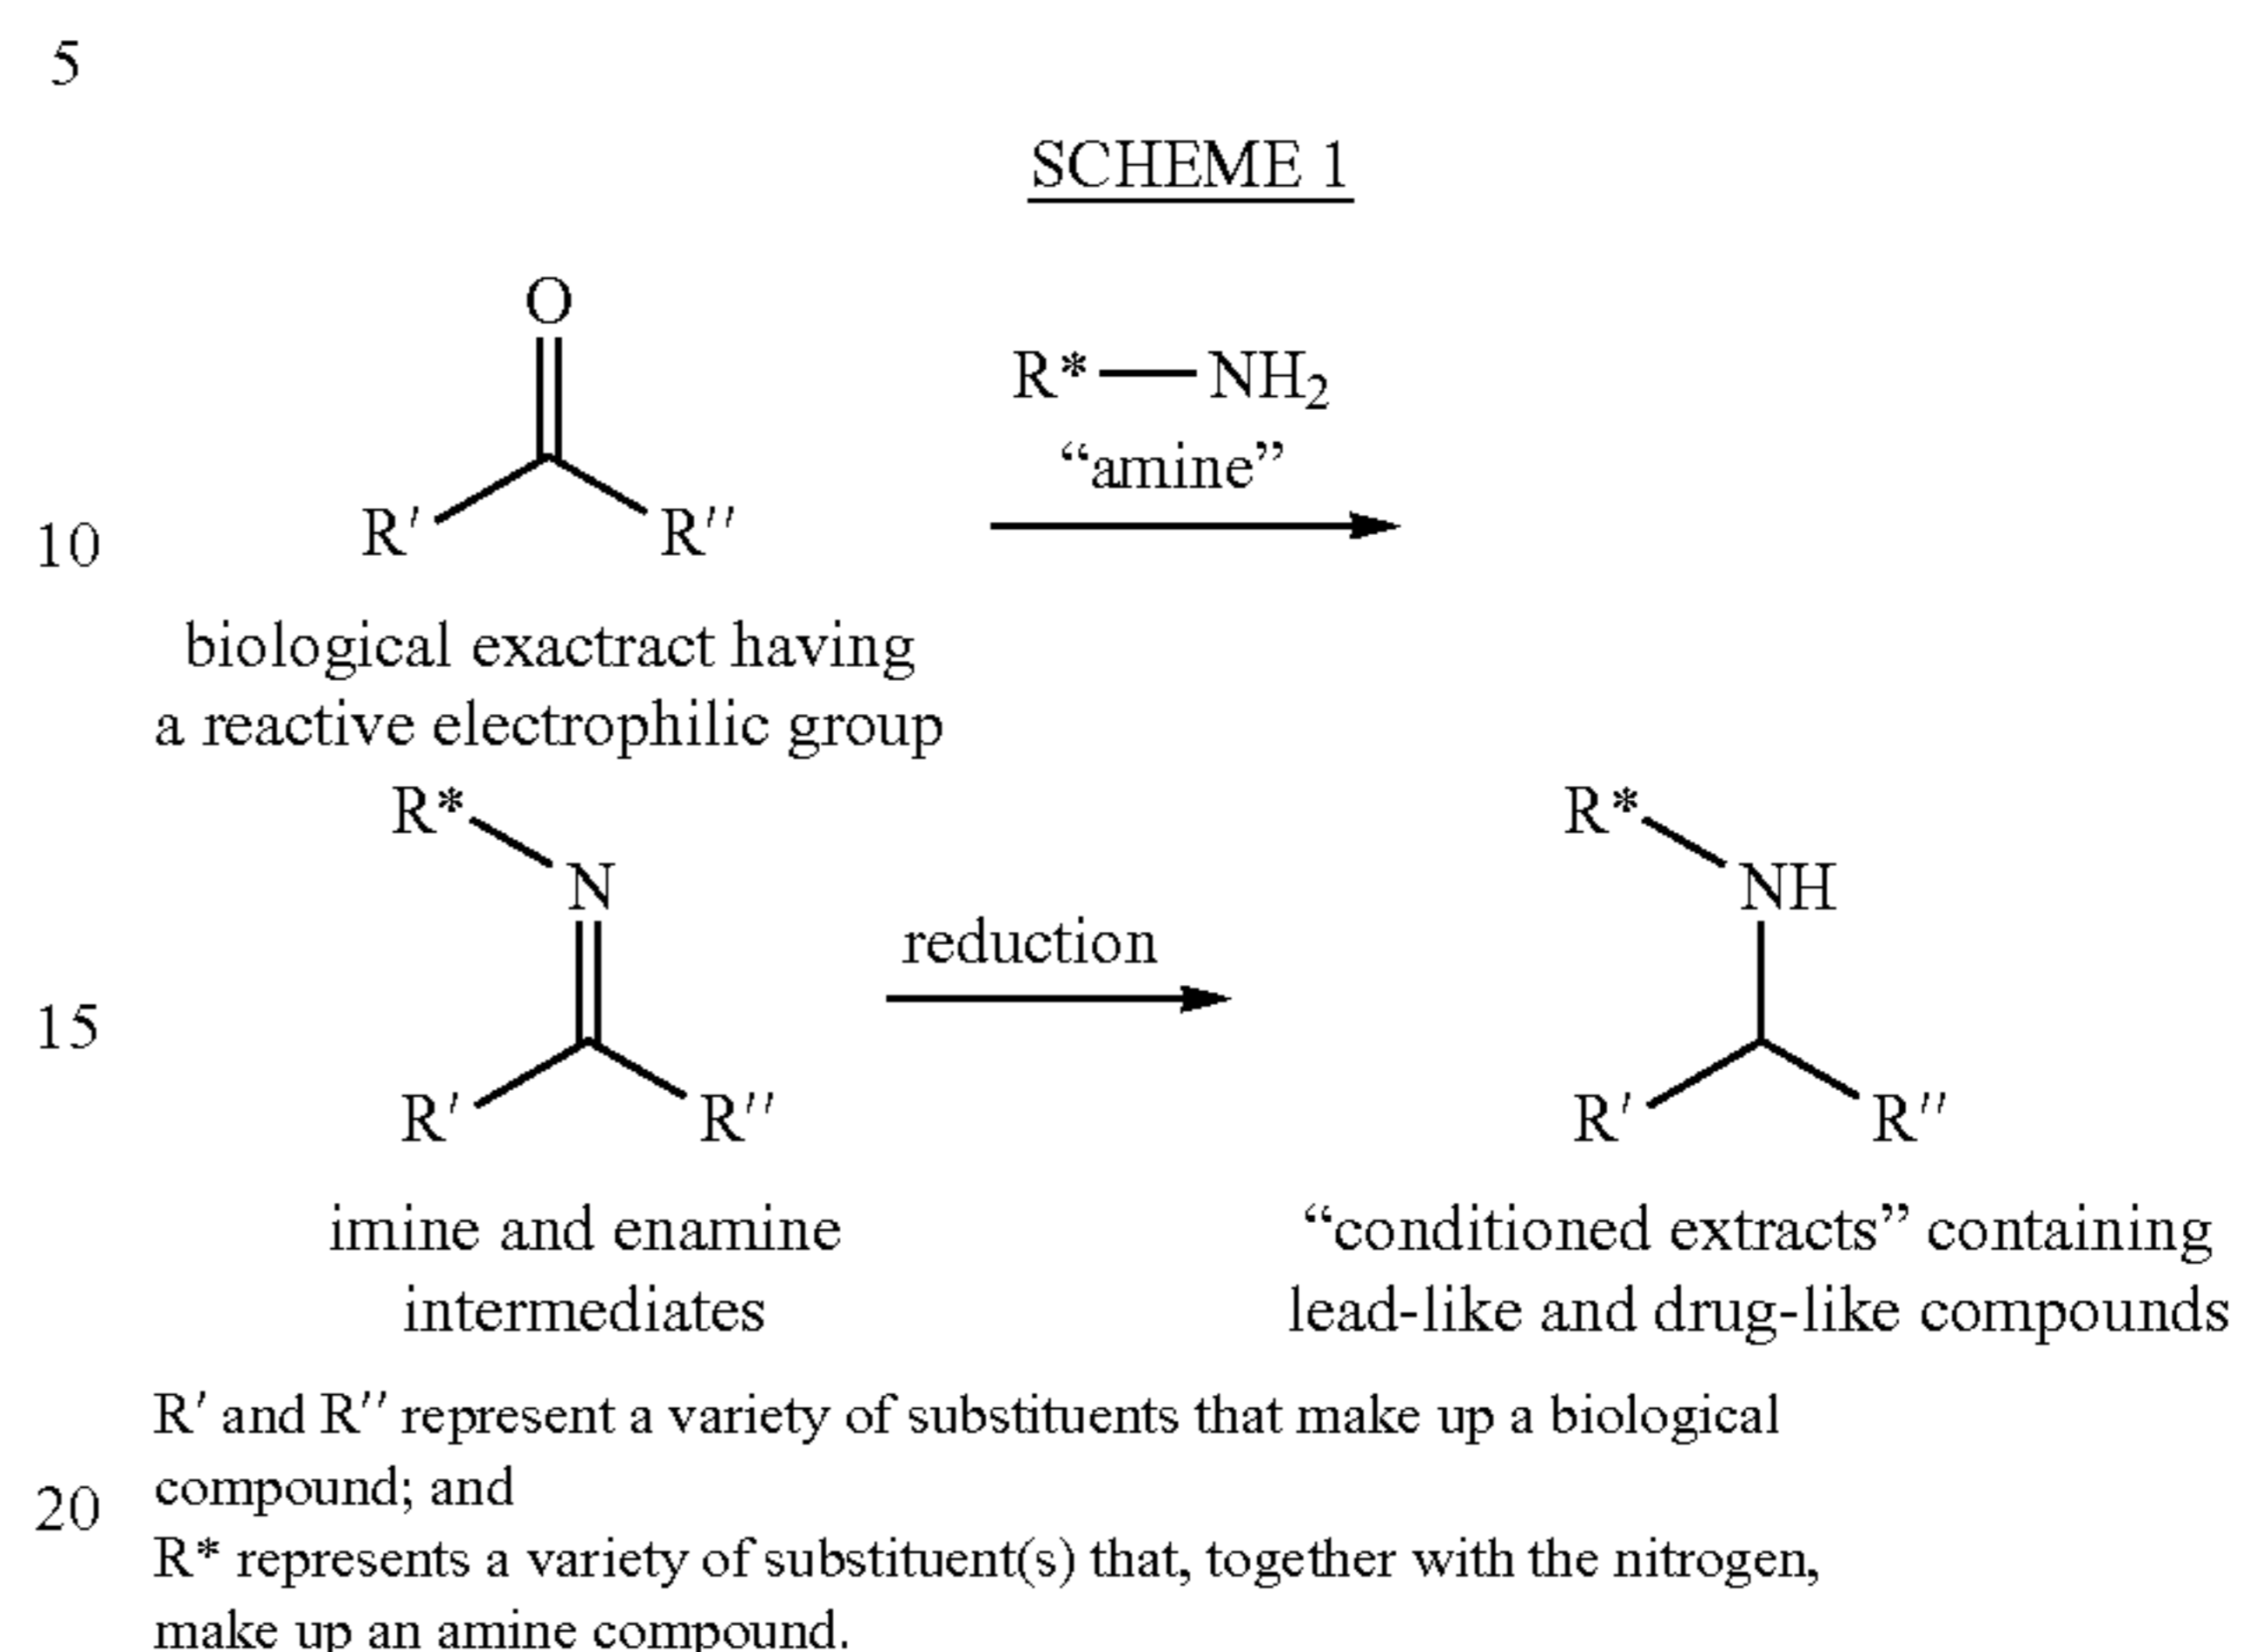 5
SCHEME 1
O
R* — NH2
"amine"
R′ R″
10
biological exactract having
a reactive electrophilic group
R* R*
N NH
reduction
15
R′ R″ R′ R″
imine and enamine "conditioned extracts" containing
intermediates lead-like and drug-like compounds
R′ and R″ represent a variety of substituents that make up a biological
20 compound; and
R* represents a variety of substituent(s) that, together with the nitrogen,
make up an amine compound.